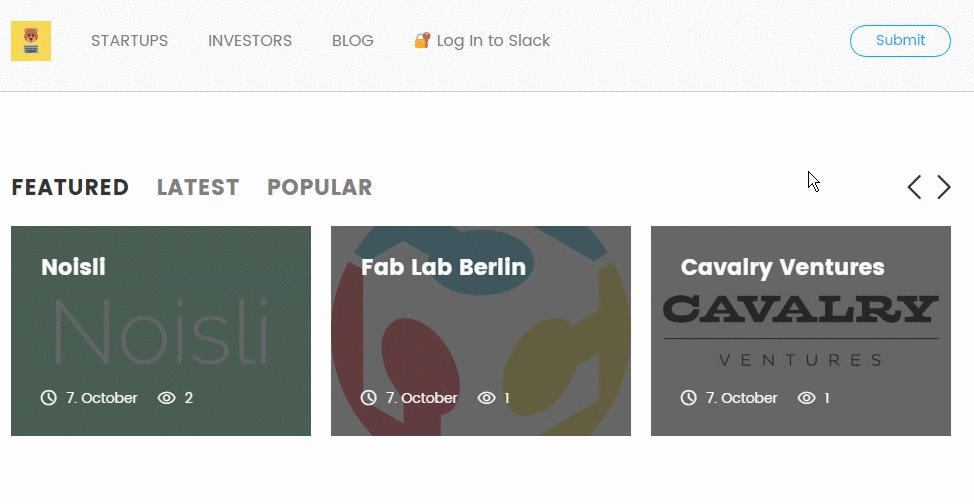 STARTUPS INVESTORS BLOG Log In to Slack Submit
FEATURED LATEST POPULAR
Noisli
Noisli
7. October 2
Fab Lab Berlin
7. October 1
Cavalry Ventures
CAVALRY
VENTURES
7. October 1